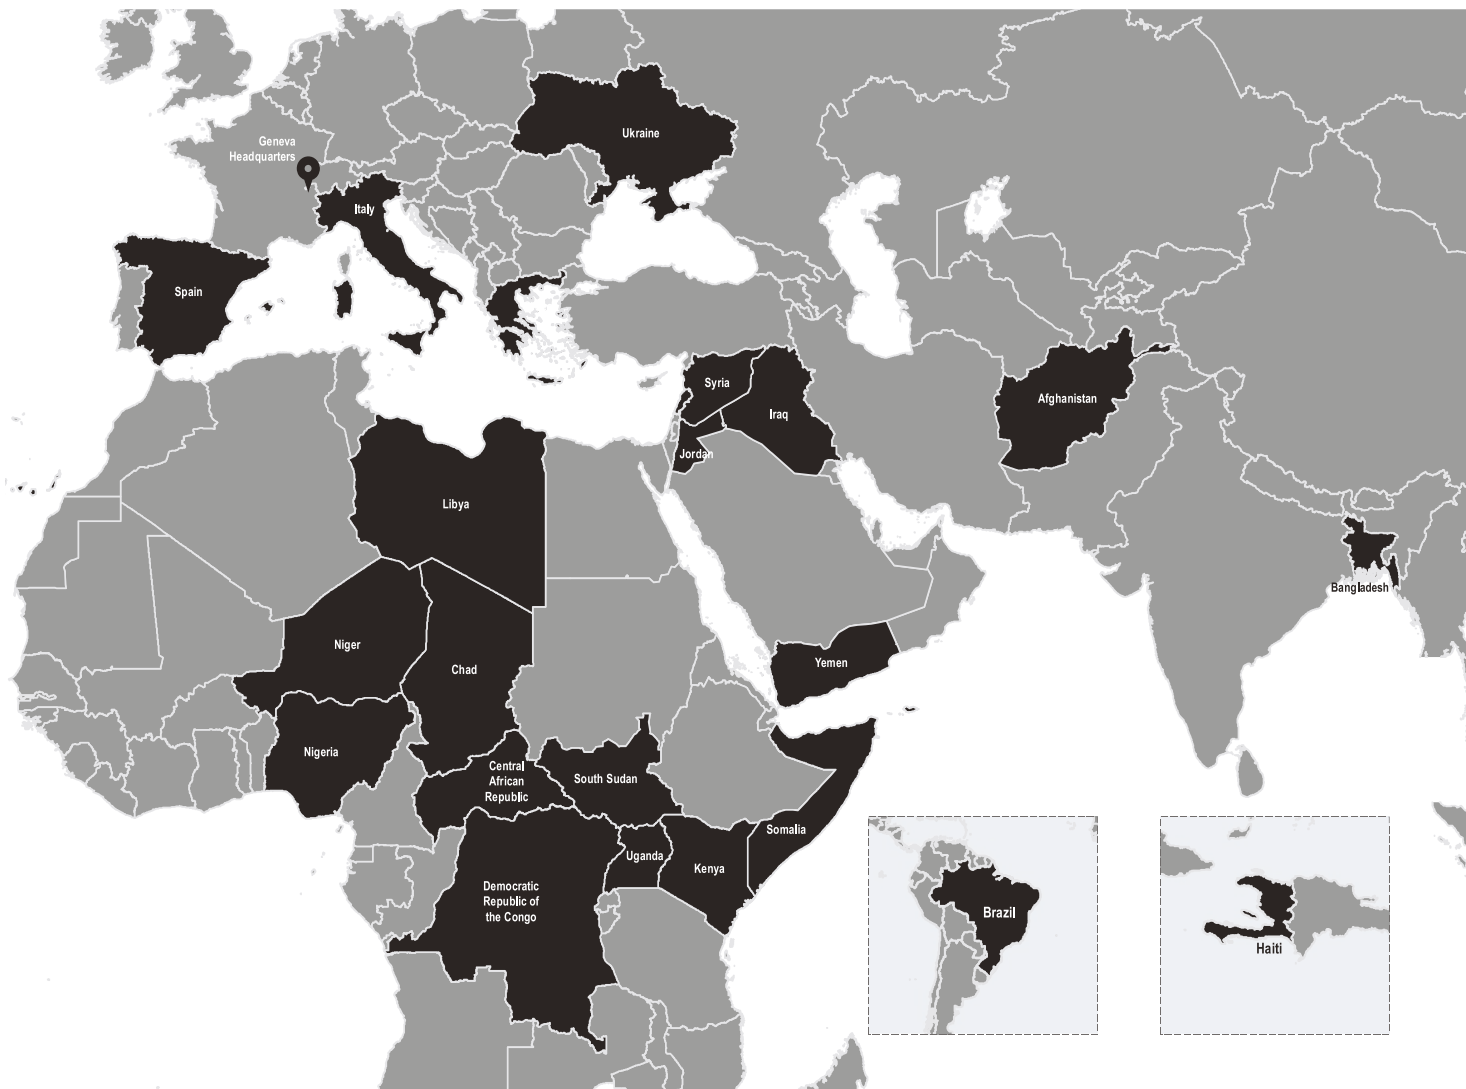 Ukraine
Geneva
Headquarters
Italy
Spain
Syria
Iraq
Afghanistan
Jordan
Libya
Bangladesh
Niger
Chad
Yemen
Nigeria
Central
African
Republic
South Sudan
Somalia
Uganda
Kenya
Democratic
Republic of
the Congo
Brazil
Haiti